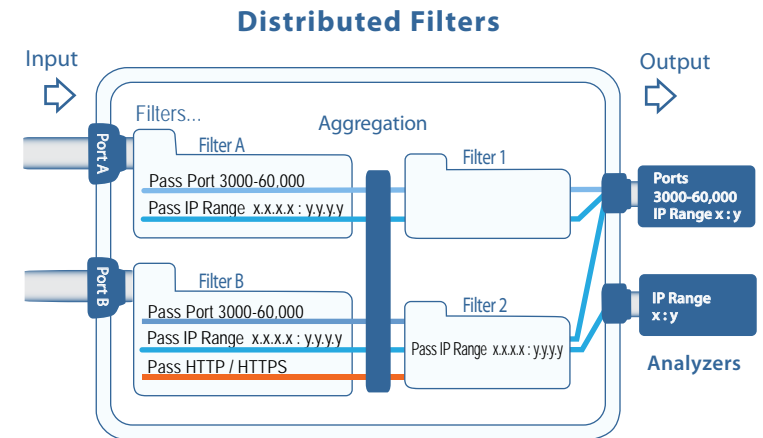 Distributed Filters
Input
Output
Filters...
Aggregation
Port A
Filter A
Pass Port 3000-60,000
Pass IP Range x.x.x.x : y.y.y.y
Filter 1
Ports
3000-60,000
IP Range x : y
Port B
Filter B
Pass Port 3000-60,000
Pass IP Range x.x.x.x : y.y.y.y
Pass HTTP / HTTPS
Filter 2
Pass IP Range x.x.x.x : y.y.y.y
IP Range
x : y
Analyzers